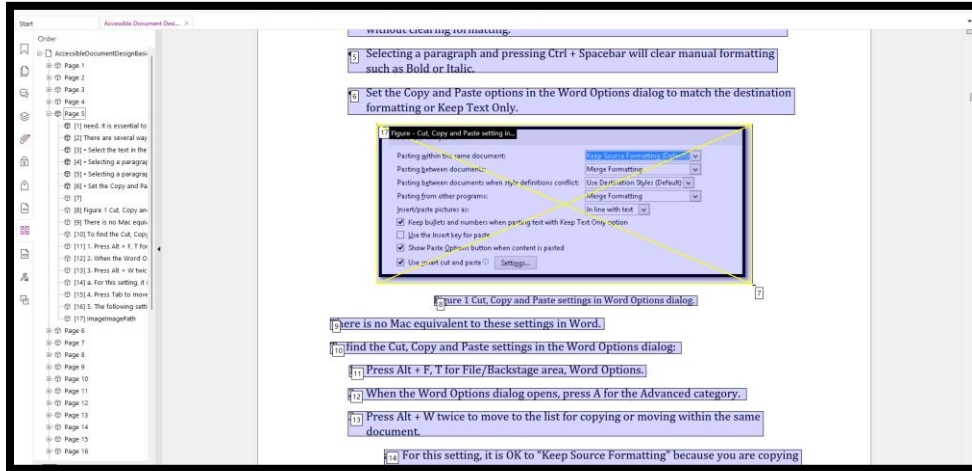 Start
Accessible Document Desi... ×
Order
AccessibleDocumentDesignBasi
Page 1
Page 2
Page 3
Page 4
Page 5
[1] need. It is essential to
[2] There are several way
[3] • Select the text in the
[4] • Selecting a paragrap
[5] • Selecting a paragrap
[6] • Set the Copy and Pa
[7]
[8] Figure 1 Cut, Copy an
[9] There is no Mac equiv
[10] To find the Cut, Copy
[11] 1. Press Alt + F, T for
[12] 2. When the Word O
[13] 3. Press Alt + W twic
[14] a. For this setting, it i
[15] 4. Press Tab to move
[16] 5. The following setti
[17] ImageImagePath
Page 6
Page 7
Page 8
Page 9
Page 10
Page 11
Page 12
Page 13
Page 14
Page 15
Page 16
without clearing formatting.
5 Selecting a paragraph and pressing Ctrl + Spacebar will clear manual formatting
such as Bold or Italic.
6 Set the Copy and Paste options in the Word Options dialog to match the destination
formatting or Keep Text Only.
17 Figure - Cut, Copy and Paste setting in...
Pasting within the same document: Keep Source Formatting (Default)
Pasting between documents: Merge Formatting
Pasting between documents when style definitions conflict: Use Destination Styles (Default)
Pasting from other programs: Merge Formatting
Insert/paste pictures as: In line with text
Keep bullets and numbers when pasting text with Keep Text Only option
Use the Insert key for paste
Show Paste Options button when content is pasted
Use smart cut and paste Settings...
7
8 Figure 1 Cut, Copy and Paste settings in Word Options dialog.
9 here is no Mac equivalent to these settings in Word.
10 find the Cut, Copy and Paste settings in the Word Options dialog:
11 Press Alt + F, T for File/Backstage area, Word Options.
12 When the Word Options dialog opens, press A for the Advanced category.
13 Press Alt + W twice to move to the list for copying or moving within the same
document.
14 For this setting, it is OK to “Keep Source Formatting” because you are copying